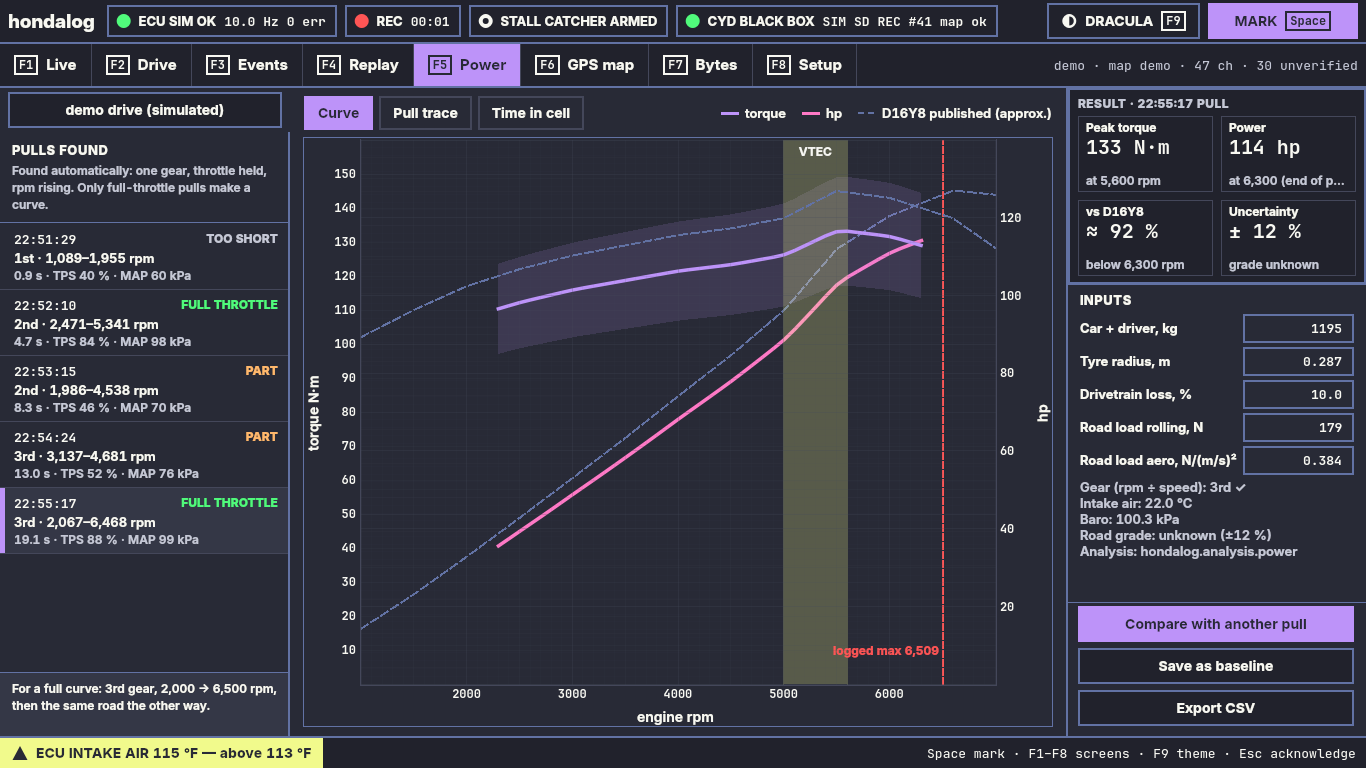 hondalog
ECU SIM OK 10.0 Hz 0 err
REC 00:01
STALL CATCHER ARMED
CYD BLACK BOX SIM SD REC #41 map ok
DRACULA F9
MARK Space
F1 Live
F2 Drive
F3 Events
F4 Replay
F5 Power
F6 GPS map
F7 Bytes
F8 Setup
demo · map demo · 47 ch · 30 unverified
demo drive (simulated)
PULLS FOUND
Found automatically: one gear, throttle held,
rpm rising. Only full-throttle pulls make a
curve.
22:51:29 TOO SHORT
1st · 1,089–1,955 rpm
0.9 s · TPS 40 % · MAP 60 kPa
22:52:10 FULL THROTTLE
2nd · 2,471–5,341 rpm
4.7 s · TPS 84 % · MAP 98 kPa
22:53:15 PART
2nd · 1,986–4,538 rpm
8.3 s · TPS 46 % · MAP 70 kPa
22:54:24 PART
3rd · 3,137–4,681 rpm
13.0 s · TPS 52 % · MAP 76 kPa
22:55:17 FULL THROTTLE
3rd · 2,067–6,468 rpm
19.1 s · TPS 88 % · MAP 99 kPa
For a full curve: 3rd gear, 2,000 → 6,500 rpm,
then the same road the other way.
Curve
Pull trace
Time in cell
torque
hp
D16Y8 published (approx.)
VTEC
150
140
130
120
110
100
90
80
70
60
50
40
30
20
10
torque N·m
120
100
80
60
40
20
hp
logged max 6,509
2000 3000 4000 5000 6000
engine rpm
RESULT · 22:55:17 PULL
Peak torque
133 N·m
at 5,600 rpm
Power
114 hp
at 6,300 (end of p...
vs D16Y8
≈ 92 %
below 6,300 rpm
Uncertainty
± 12 %
grade unknown
INPUTS
Car + driver, kg 1195
Tyre radius, m 0.287
Drivetrain loss, % 10.0
Road load rolling, N 179
Road load aero, N/(m/s)² 0.384
Gear (rpm ÷ speed): 3rd ✓
Intake air: 22.0 °C
Baro: 100.3 kPa
Road grade: unknown (±12 %)
Analysis: hondalog.analysis.power
Compare with another pull
Save as baseline
Export CSV
ECU INTAKE AIR 115 °F — above 113 °F
Space mark · F1–F8 screens · F9 theme · Esc acknowledge